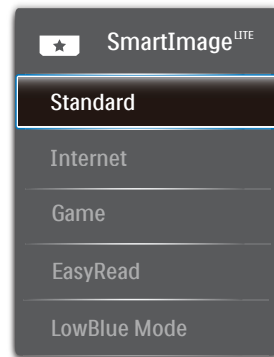 SmartImage LITE
Standard
Internet
Game
EasyRead
LowBlue Mode